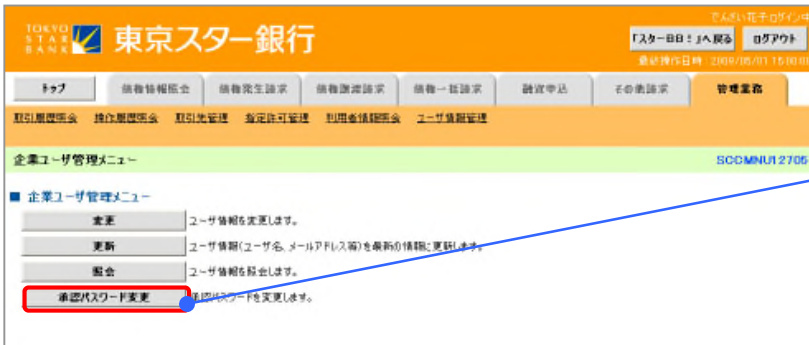 TOKYO
STAR
BANK
東京スター銀行
でんさい花子ログイン中
「スターBB!」へ戻る ログアウト
最終操作日時:2009/05/01 15:00:00
トップ 債権情報照会 債権発生請求 債権譲渡請求 債権一括請求 融資申込 その他請求 管理業務
取引履歴照会 操作履歴照会 取引先管理 指定許可管理 利用者情報照会 ユーザ情報管理
企業ユーザ管理メニュー SCCMNU12705
■ 企業ユーザ管理メニュー
変更 ユーザ情報を変更します。
更新 ユーザ情報(ユーザ名、メールアドレス等)を最新の情報に更新します。
照会 ユーザ情報を照会します。
承認パスワード変更 承認パスワードを変更します。